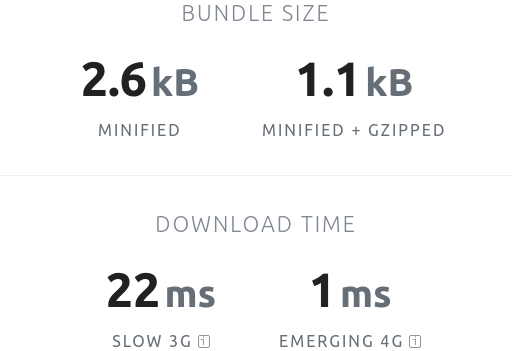 BUNDLE SIZE
2.6 kB 1.1 kB
MINIFIED MINIFIED + GZIPPED
DOWNLOAD TIME
22 ms 1 ms
SLOW 3G EMERGING 4G